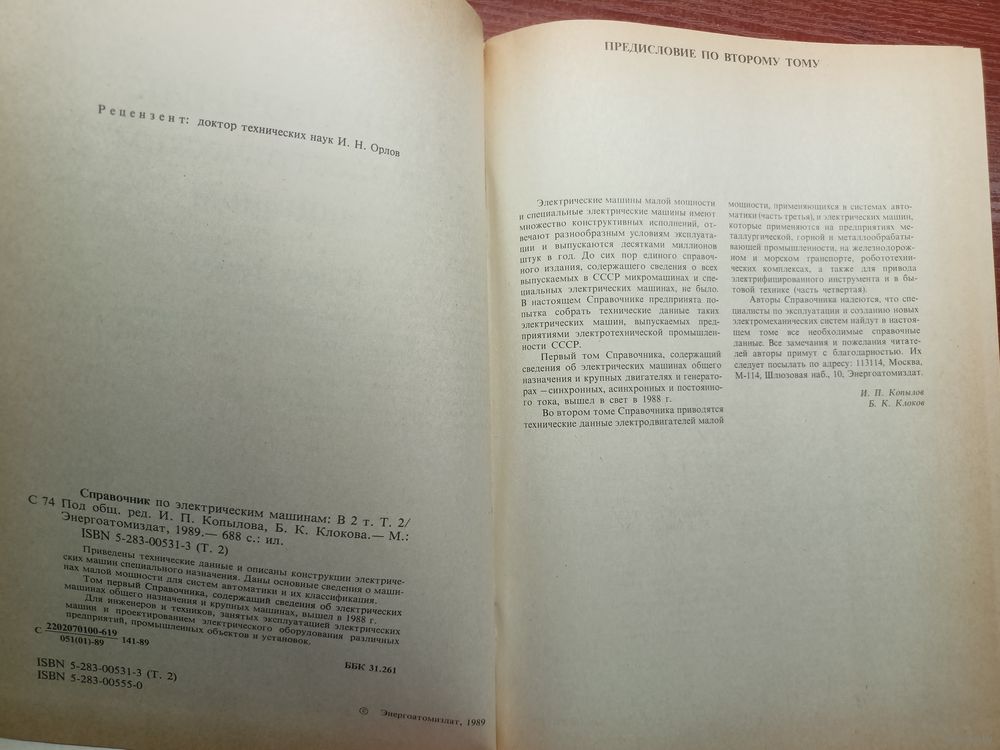 Рецензент: доктор технических наук И. Н. Орлов
Справочник по электрическим машинам: В 2 т. Т. 2/
С 74 Под общ. ред. И. П. Копылова, Б. К. Клокова.— М.:
Энергоатомиздат, 1989.— 688 с.: ил.
ISBN 5-283-00531-3 (Т. 2)
Приведены технические данные и описаны конструкции электриче-
ских машин специального назначения. Даны основные сведения о маши-
нах малой мощности для систем автоматики и их классификация.
Том первый Справочника, содержащий сведения об электрических
машинах общего назначения и крупных машинах, вышел в 1988 г.
Для инженеров и техников, занятых эксплуатацией электрических
машин и проектированием электрического оборудования различных
предприятий, промышленных объектов и установок.
С 2202070100-619
051(01)-89 141-89
ББК 31.261
ISBN 5-283-00531-3 (Т. 2)
ISBN 5-283-00555-0
© Энергоатомиздат, 1989
ПРЕДИСЛОВИЕ ПО ВТОРОМУ ТОМУ
Электрические машины малой мощности
и специальные электрические машины имеют
множество конструктивных исполнений, от-
вечают разнообразным условиям эксплуата-
ции и выпускаются десятками миллионов
штук в год. До сих пор единого справоч-
ного издания, содержащего сведения о всех
выпускаемых в СССР микромашинах и спе-
циальных электрических машинах, не было.
В настоящем Справочнике предпринята по-
пытка собрать технические данные таких
электрических машин, выпускаемых пред-
приятиями электротехнической промышлен-
ности СССР.
Первый том Справочника, содержащий
сведения об электрических машинах общего
назначения и крупных двигателях и генерато-
рах — синхронных, асинхронных и постоянно-
го тока, вышел в свет в 1988 г.
Во втором томе Справочника приводятся
технические данные электродвигателей малой
мощности, применяющихся в системах авто-
матики (часть третья), и электрических машин,
которые применяются на предприятиях ме-
таллургической, горной и металлообрабаты-
вающей промышленности, на железнодорож-
ном и морском транспорте, робототехни-
ческих комплексах, а также для привода
электрифицированного инструмента и в бы-
товой технике (часть четвертая).
Авторы Справочника надеются, что спе-
циалисты по эксплуатации и созданию новых
электромеханических систем найдут в настоя-
щем томе все необходимые справочные
данные. Все замечания и пожелания читате-
лей авторы примут с благодарностью. Их
следует посылать по адресу: 113114, Москва,
М-114, Шлюзовая наб., 10, Энергоатомиздат.
И. П. Копылов
Б. К. Клоков